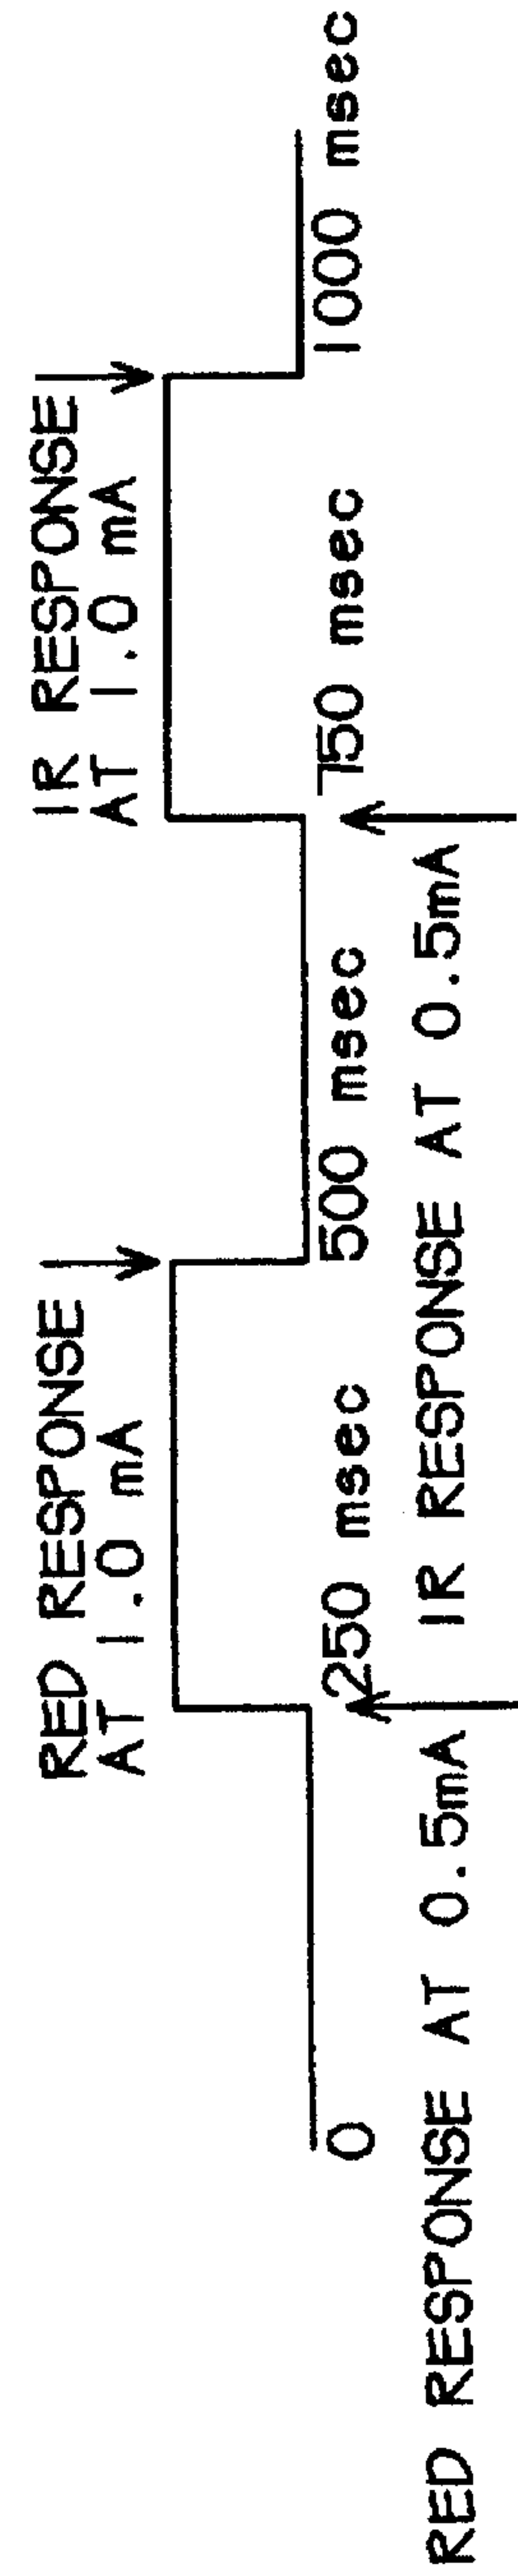 RED RESPONSE
AT 1.0 mA
IR RESPONSE
AT 1.0 mA
0
250 msec
500 msec
750 msec
1000 msec
RED RESPONSE AT 0.5mA
IR RESPONSE AT 0.5mA